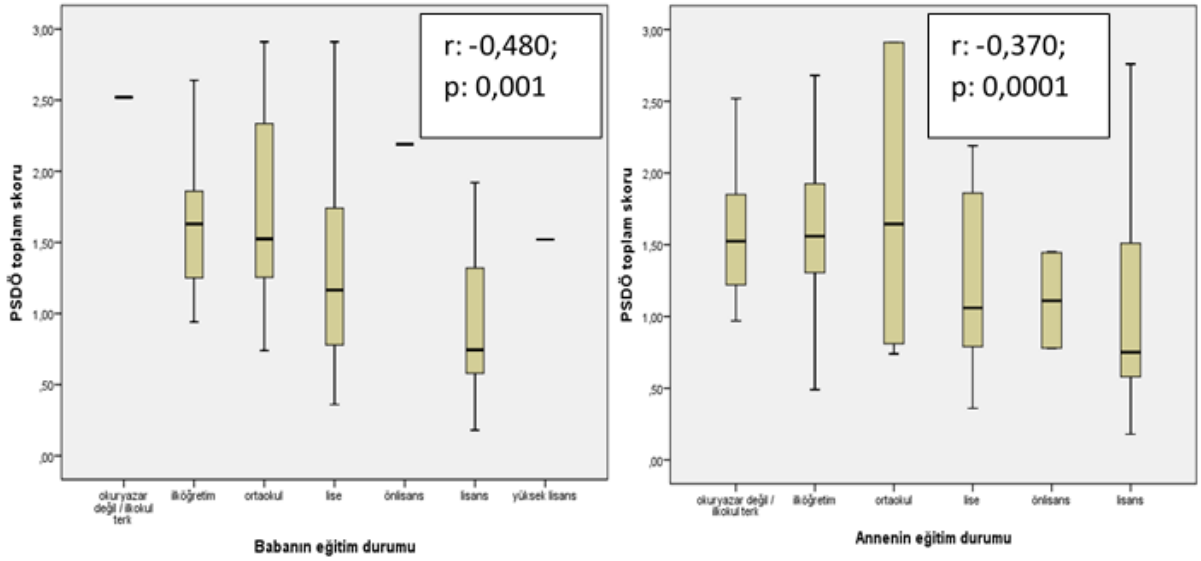 r: -0,480;
p: 0,001
PSDÖ toplam skoru
3,00
2,50
2,00
1,50
1,00
,50
,00
okuryazar
değil / ilkokul
terk
ilköğretim
ortaokul
lise
önlisans
lisans
yüksek lisans
Babanın eğitim durumu
r: -0,370;
p: 0,0001
PSDÖ toplam skoru
3,00
2,50
2,00
1,50
1,00
,50
,00
okuryazar değil /
ilkokul terk
ilköğretim
ortaokul
lise
önlisans
lisans
Annenin eğitim durumu